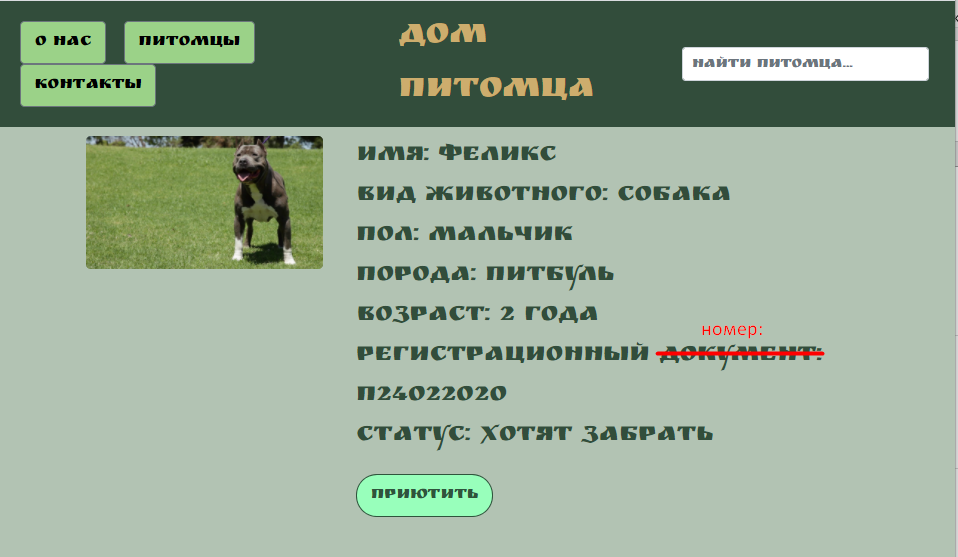 О НАС ПИТОМЦЫ
КОНТАКТЫ
ДОМ
ПИТОМЦА
НАЙТИ ПИТОМЦА...
ИМЯ: ФЕЛИКС
ВИД ЖИВОТНОГО: СОБАКА
ПОЛ: МАЛЬЧИК
ПОРОДА: ПИТБУЛЬ
ВОЗРАСТ: 2 ГОДА
номер:
РЕГИСТРАЦИОННЫЙ ДОКУМЕНТ:
П24022020
СТАТУС: ХОТЯТ ЗАБРАТЬ
ПРИЮТИТЬ